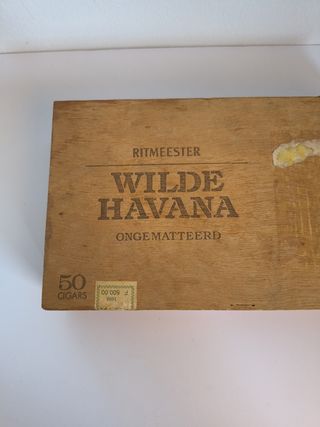 RITMEESTER
WILDE
HAVANA
ONGEMATTEERD
50
CIGARS